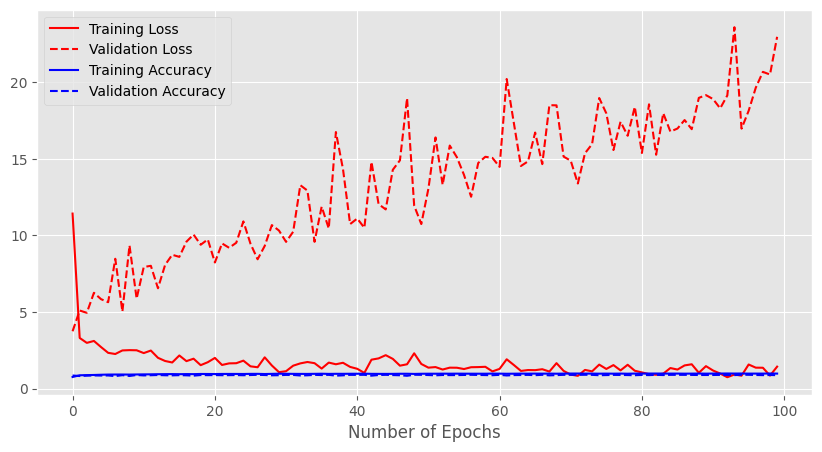 Training Loss
Validation Loss
Training Accuracy
Validation Accuracy
20
15
10
5
0
0 20 40 60 80 100
Number of Epochs